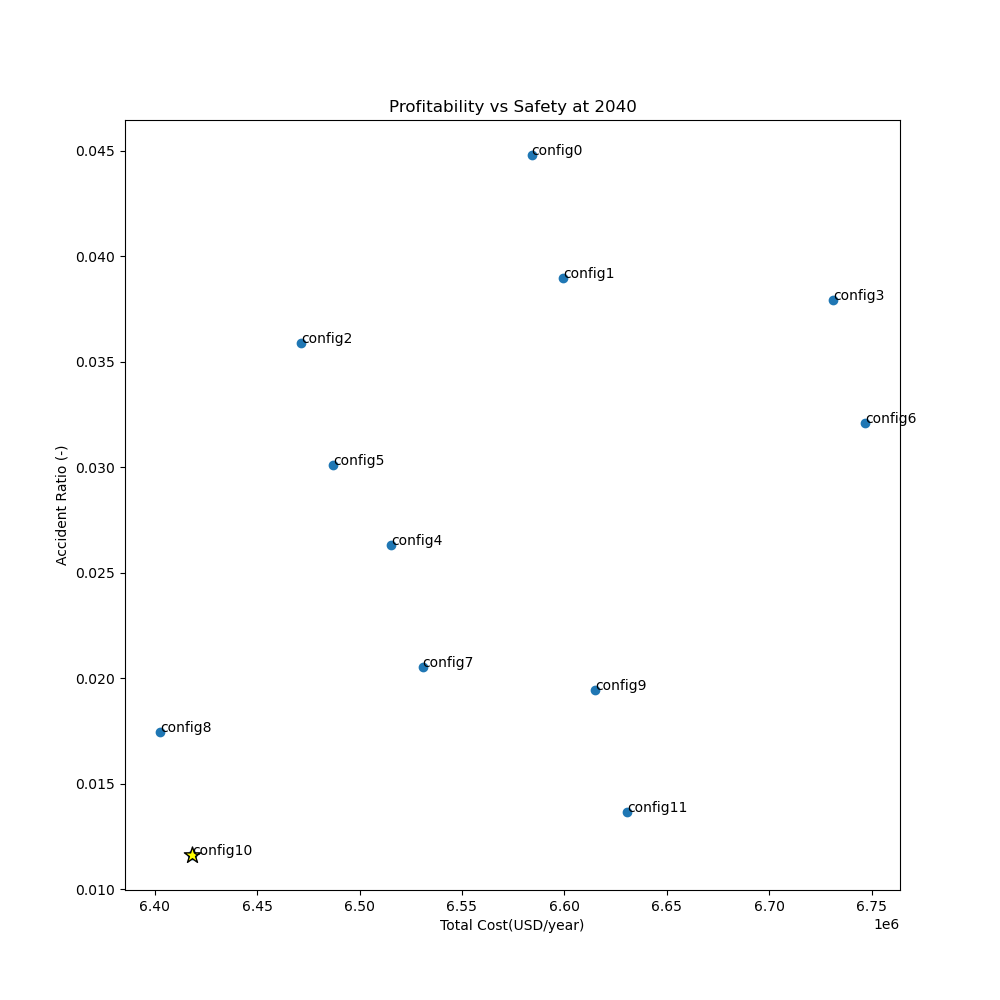 Profitability vs Safety at 2040
0.045
0.040
0.035
0.030
0.025
0.020
0.015
0.010
Accident Ratio (-)
config0
config1
config3
config2
config6
config5
config4
config7
config9
config8
config11
config10
6.40 6.45 6.50 6.55 6.60 6.65 6.70 6.75
1e6
Total Cost(USD/year)